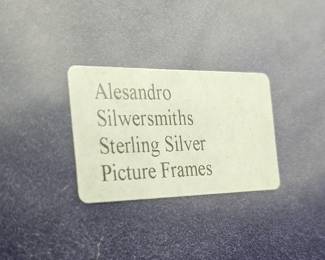 Alesandro
Silwersmiths
Sterling Silver
Picture Frames